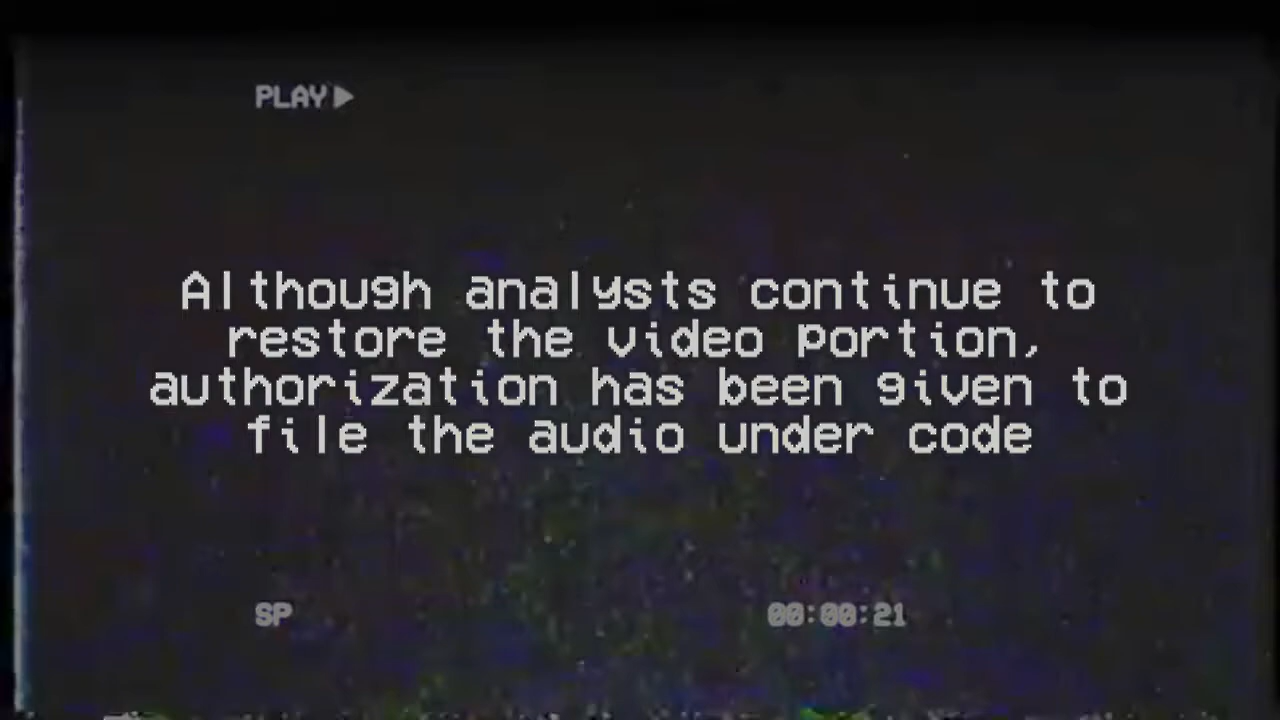 PLAY▶
Although analysts continue to
restore the video portion,
authorization has been given to
file the audio under code
SP
00:00:21